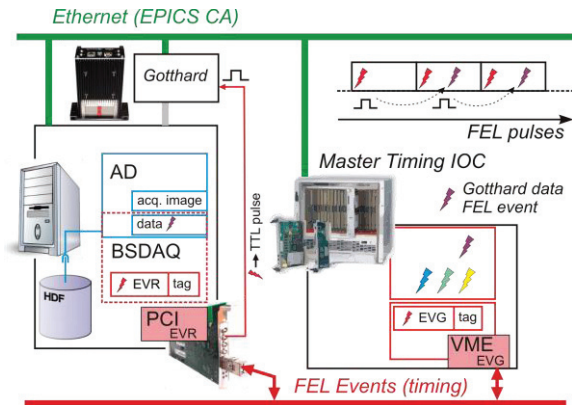 Ethernet (EPICS CA)
Gotthard
FEL pulses
Master Timing IOC
AD
acq. image
data
BSDAQ
EVR tag
HDF
PCI
EVR
TTL pulse
Gotthard data
FEL event
EVG tag
VME
EVG
FEL Events (timing)